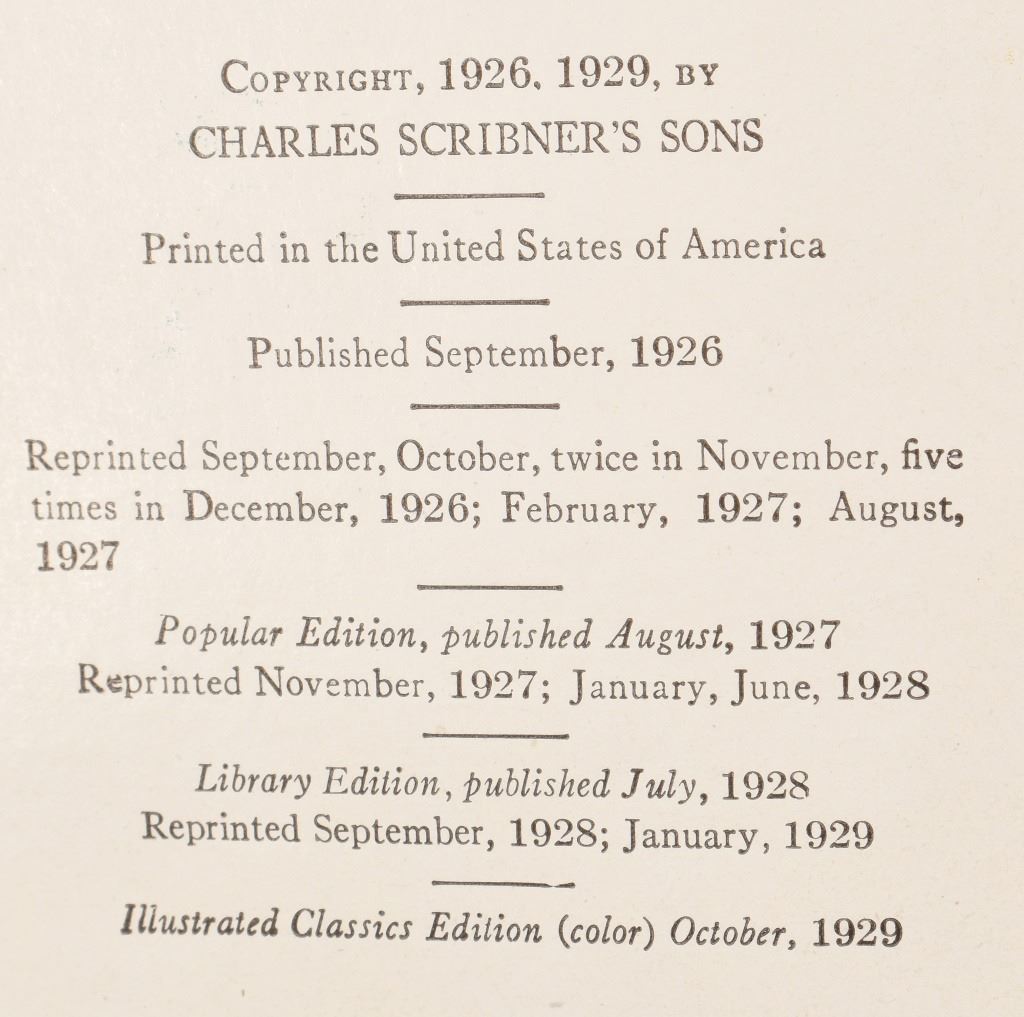 COPYRIGHT, 1926, 1929, BY
CHARLES SCRIBNER'S SONS
Printed in the United States of America
Published September, 1926
Reprinted September, October, twice in November, five
times in December, 1926; February, 1927; August,
1927
Popular Edition, published August, 1927
Reprinted November, 1927; January, June, 1928
Library Edition, published July, 1928
Reprinted September, 1928; January, 1929
Illustrated Classics Edition (color) October, 1929